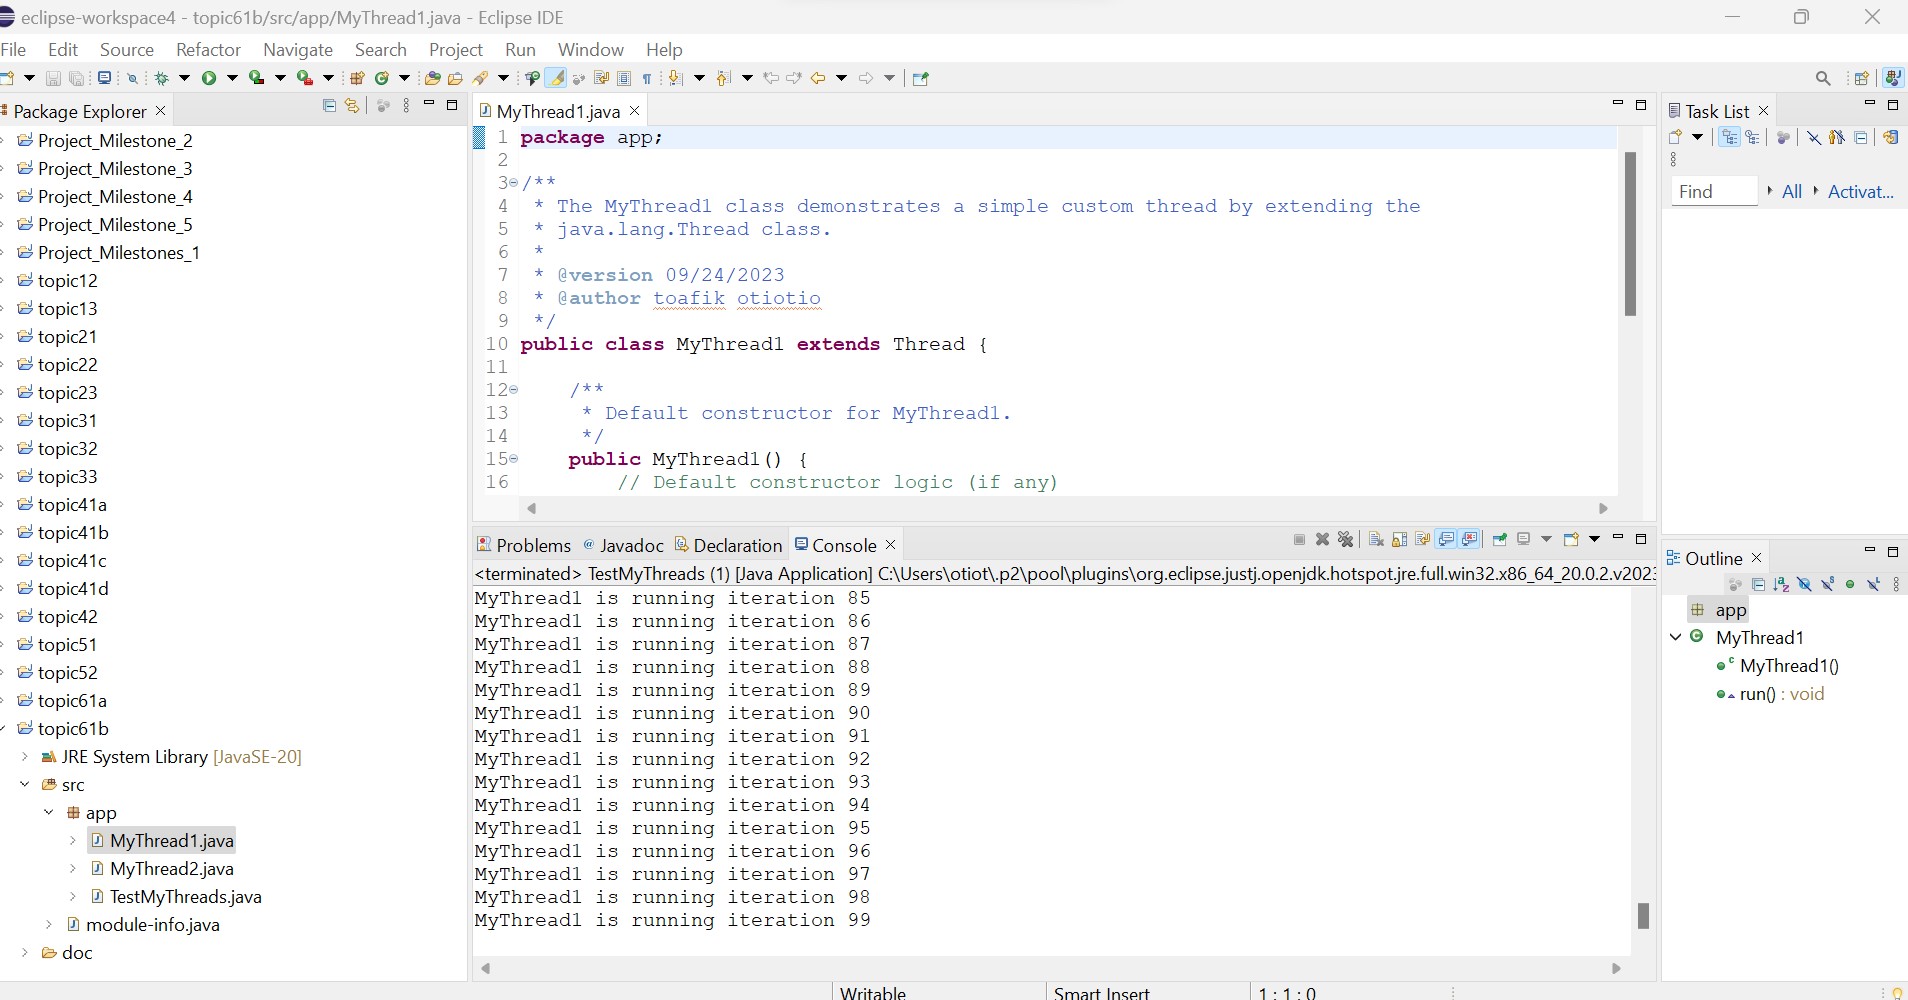 eclipse-workspace4 - topic61b/src/app/MyThread1.java - Eclipse IDE
File Edit Source Refactor Navigate Search Project Run Window Help
Package Explorer
Project_Milestone_2
Project_Milestone_3
Project_Milestone_4
Project_Milestone_5
Project_Milestones_1
topic12
topic13
topic21
topic22
topic23
topic31
topic32
topic33
topic41a
topic41b
topic41c
topic41d
topic42
topic51
topic52
topic61a
topic61b
JRE System Library [JavaSE-20]
src
app
MyThread1.java
MyThread2.java
TestMyThreads.java
module-info.java
doc
MyThread1.java
1 package app;
2
3 /**
4 * The MyThread1 class demonstrates a simple custom thread by extending the
5 * java.lang.Thread class.
6 *
7 * @version 09/24/2023
8 * @author toafik otiotio
9 */
10 public class MyThread1 extends Thread {
11
12 /**
13 * Default constructor for MyThread1.
14 */
15 public MyThread1() {
16 // Default constructor logic (if any)
Problems @ Javadoc Declaration Console
<terminated> TestMyThreads (1) [Java Application] C:\Users\otiot\.p2\pool\plugins\org.eclipse.justj.openjdk.hotspot.jre.full.win32.x86_64_20.0.2.v2023
MyThread1 is running iteration 85
MyThread1 is running iteration 86
MyThread1 is running iteration 87
MyThread1 is running iteration 88
MyThread1 is running iteration 89
MyThread1 is running iteration 90
MyThread1 is running iteration 91
MyThread1 is running iteration 92
MyThread1 is running iteration 93
MyThread1 is running iteration 94
MyThread1 is running iteration 95
MyThread1 is running iteration 96
MyThread1 is running iteration 97
MyThread1 is running iteration 98
MyThread1 is running iteration 99
Task List
Find All Activat...
Outline
app
MyThread1
MyThread1()
run() : void
Writable Smart Insert 1 : 1 : 0